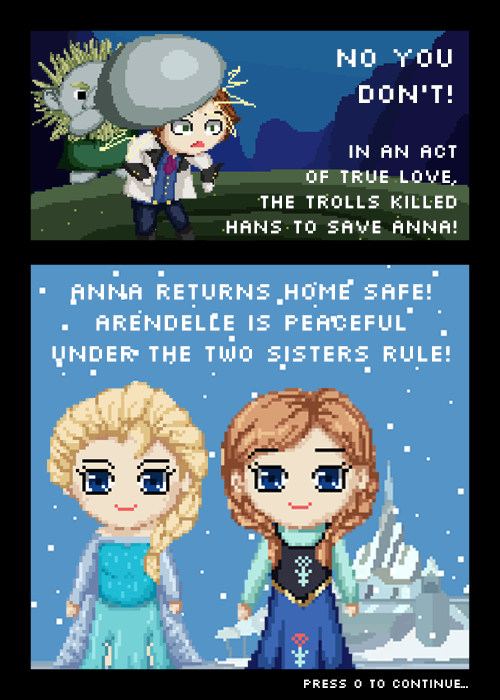 NO YOU
DON'T!
IN AN ACT
OF TRUE LOVE,
THE TROLLS KILLED
HANS TO SAVE ANNA!
ANNA RETURNS HOME SAFE!
ARENDELLE IS PEACEFUL
UNDER THE TWO SISTERS RULE!
PRESS O TO CONTINUE...